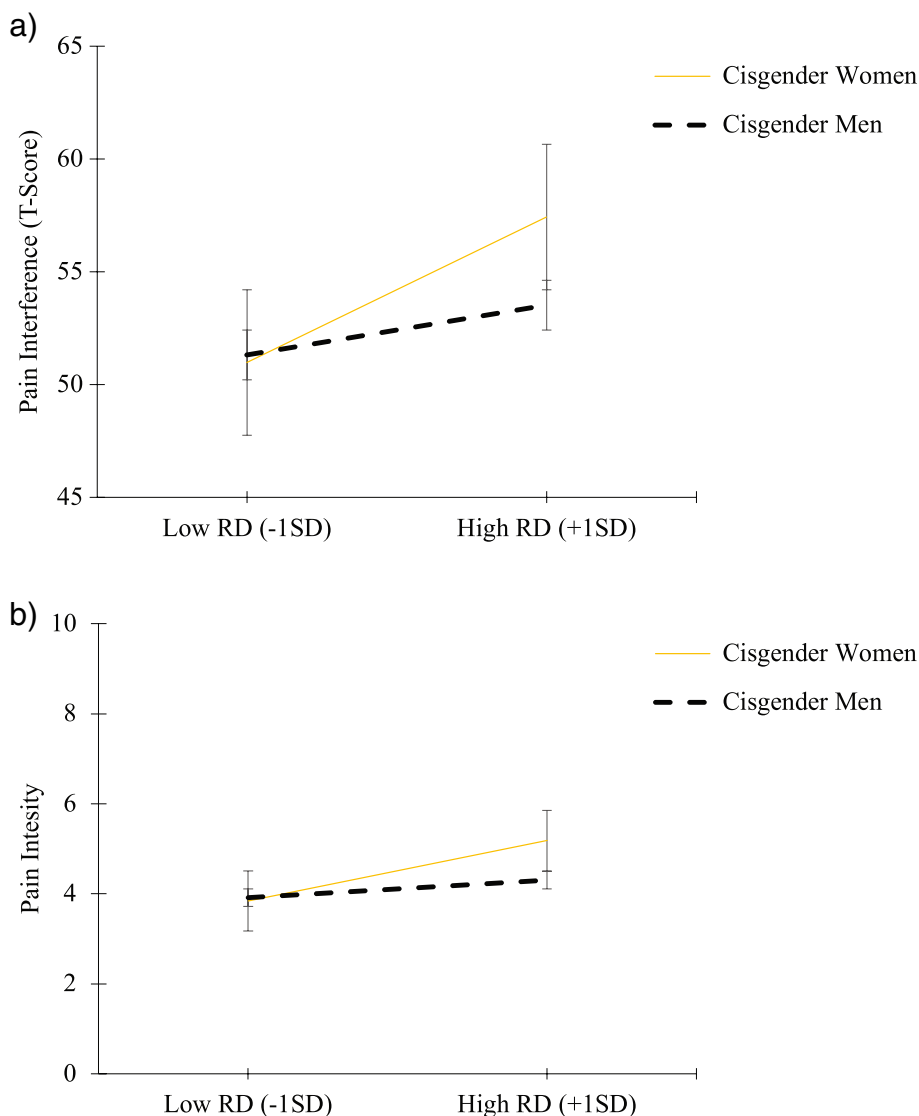 a)
65
60
55
50
45
Pain Interference (T-Score)
Low RD (-1SD)
High RD (+1SD)
Cisgender Women
Cisgender Men
b)
10
8
6
4
2
0
Pain Intesity
Low RD (-1SD)
High RD (+1SD)
Cisgender Women
Cisgender Men